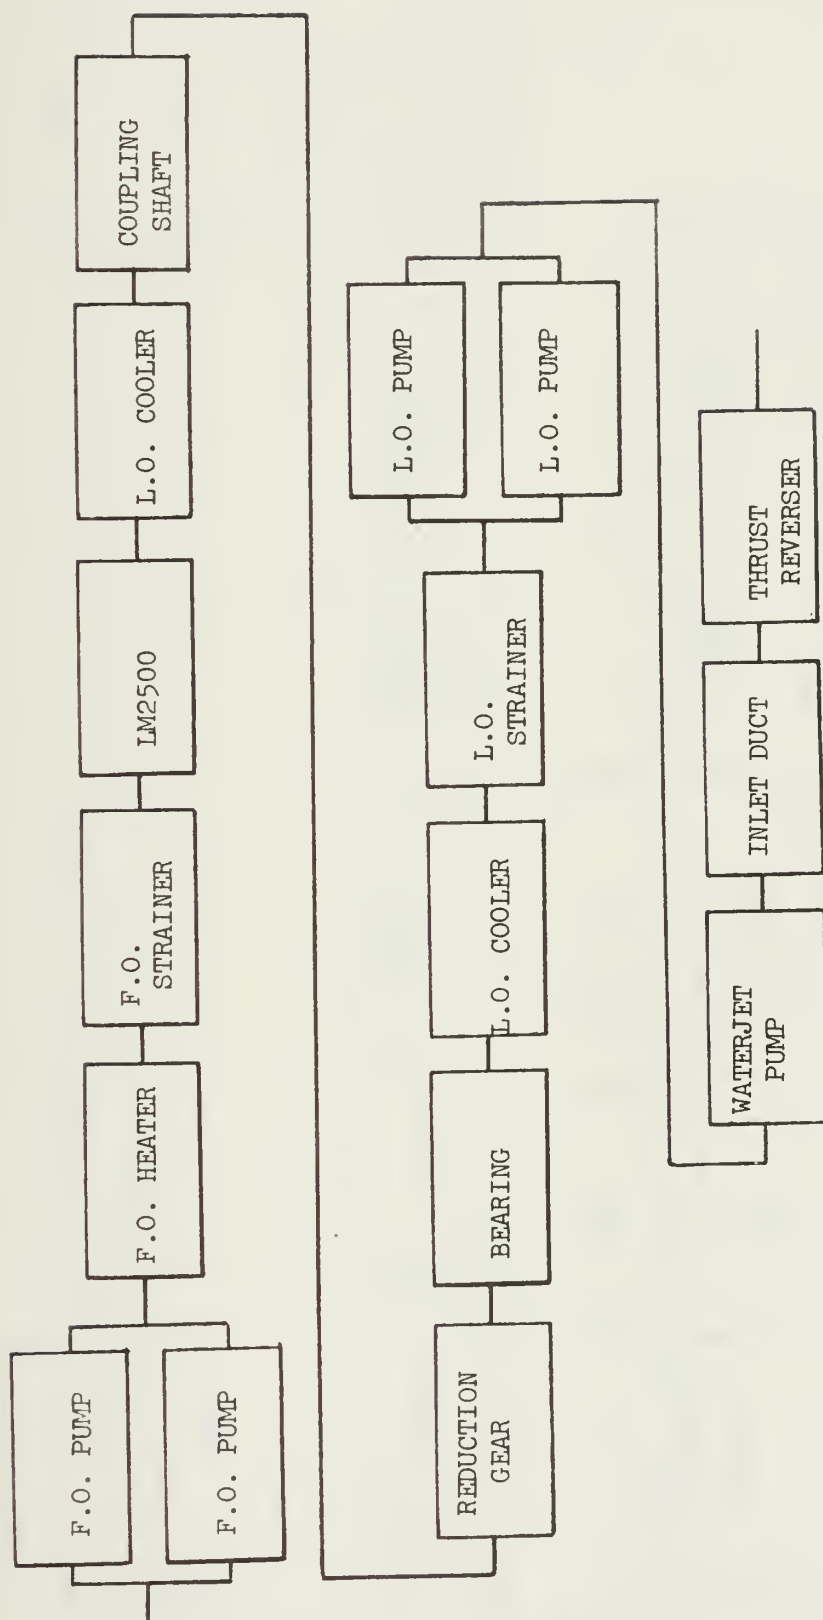 F.O. PUMP
F.O. PUMP
F.O. HEATER
F.O.
STRAINER
LM2500
L.O. COOLER
COUPLING
SHAFT
REDUCTION
GEAR
BEARING
L.O. COOLER
L.O.
STRAINER
L.O. PUMP
L.O. PUMP
WATERJET
PUMP
INLET DUCT
THRUST
REVERSER